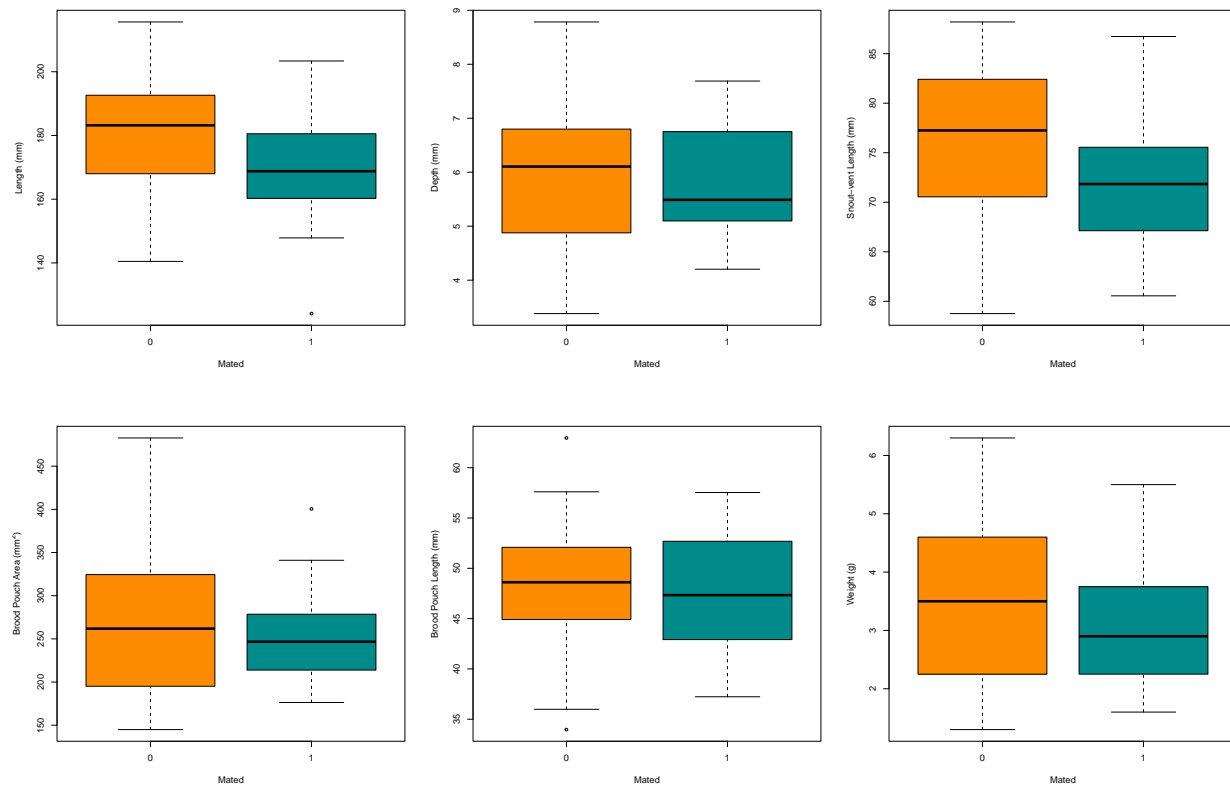 Length (mm)
140 160 180 200
0 1
Mated
Depth (mm)
4 5 6 7 8 9
0 1
Mated
Snout−vent Length (mm)
60 65 70 75 80 85
0 1
Mated
Brood Pouch Area (mm²)
150 200 250 300 350 400 450
0 1
Mated
Brood Pouch Length (mm)
35 40 45 50 55 60
0 1
Mated
Weight (g)
2 3 4 5 6
0 1
Mated